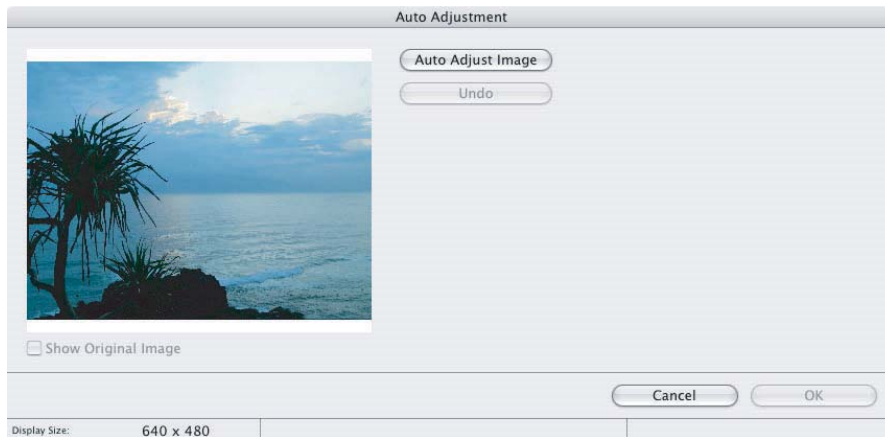 Auto Adjustment
Auto Adjust Image
Undo
Show Original Image
Cancel OK
Display Size: 640 x 480